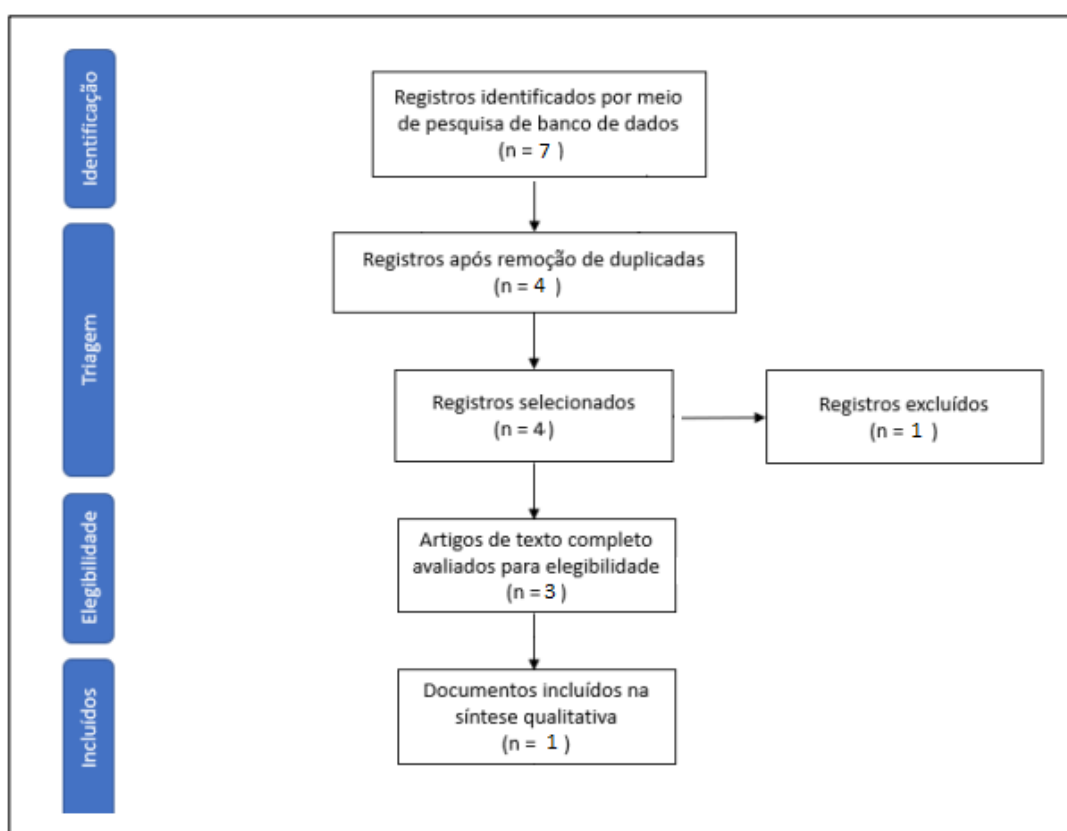 Identificação
Registros identificados por meio
de pesquisa de banco de dados
(n = 7 )
Triagem
Registros após remoção de duplicadas
(n = 4 )
Registros selecionados
(n = 4)
Registros excluídos
(n = 1 )
Elegibilidade
Artigos de texto completo
avaliados para elegibilidade
(n = 3 )
Incluídos
Documentos incluídos na
síntese qualitativa
(n = 1 )